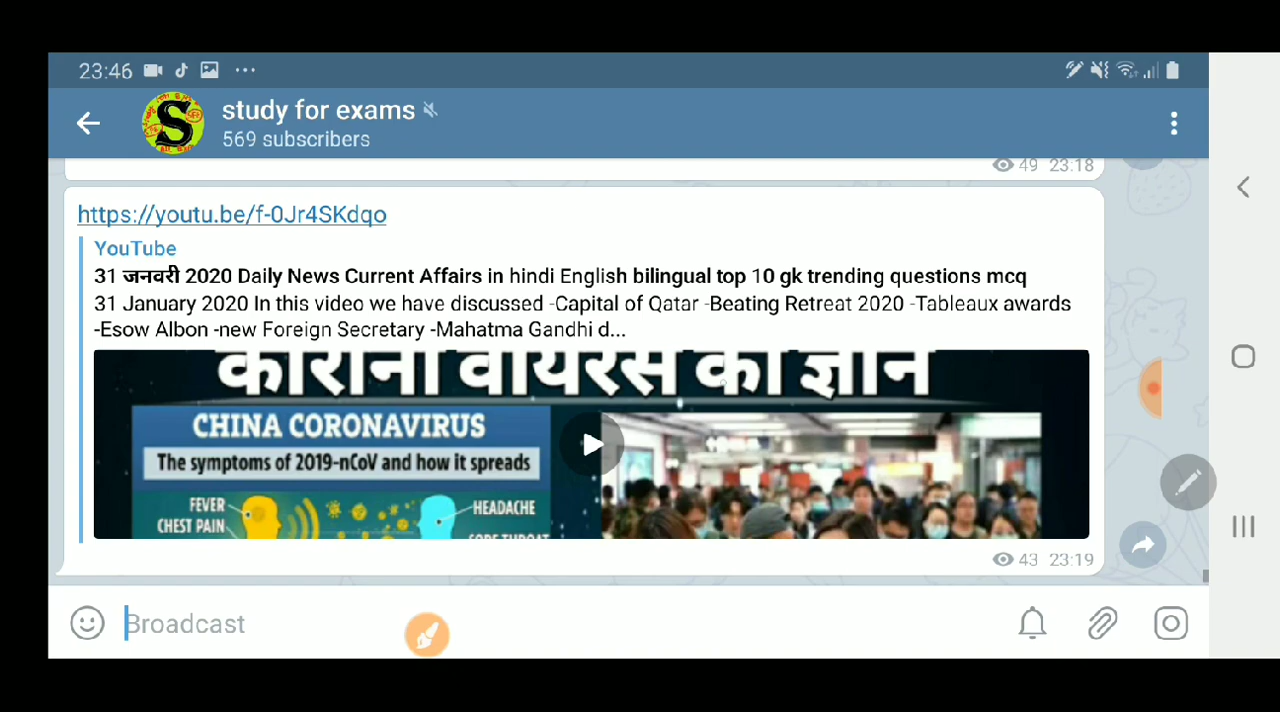 23:46
study for exams
569 subscribers
49 23:18
https://youtu.be/f-0Jr4SKdqo
YouTube
31 जनवरी 2020 Daily News Current Affairs in hindi English bilingual top 10 gk trending questions mcq
31 January 2020 In this video we have discussed -Capital of Qatar -Beating Retreat 2020 -Tableaux awards
-Esow Albon -new Foreign Secretary -Mahatma Gandhi d...
कोरोना वायरस का ज्ञान
CHINA CORONAVIRUS
The symptoms of 2019-nCoV and how it spreads
FEVER
CHEST PAIN
HEADACHE
SORE THROAT
43 23:19
Broadcast